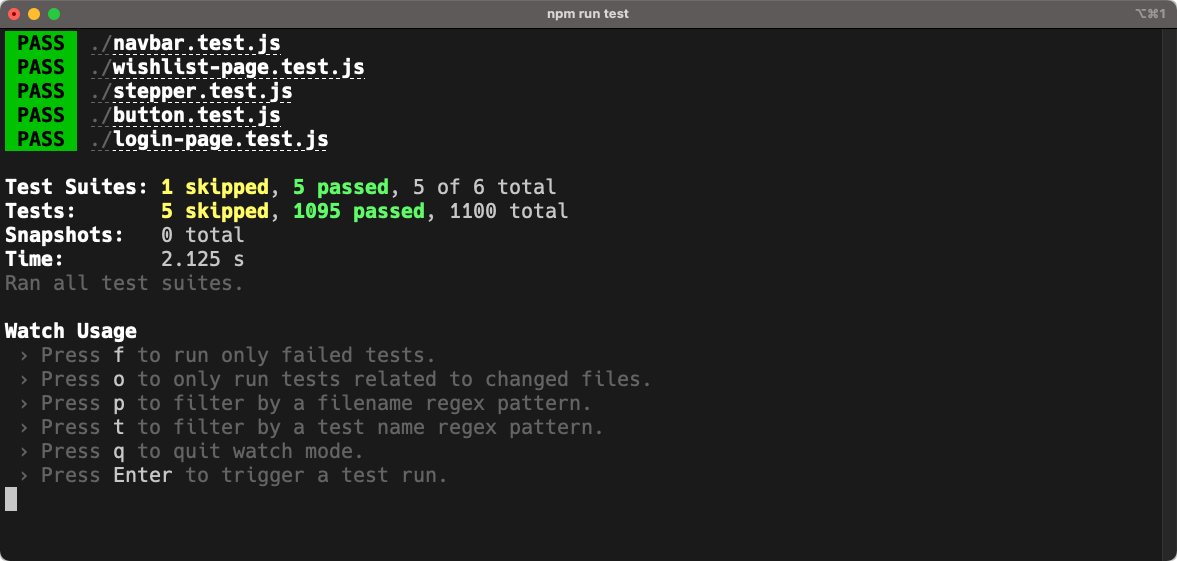 npm run test
⌥⌘1
PASS ./navbar.test.js
PASS ./wishlist-page.test.js
PASS ./stepper.test.js
PASS ./button.test.js
PASS ./login-page.test.js
Test Suites: 1 skipped, 5 passed, 5 of 6 total
Tests: 5 skipped, 1095 passed, 1100 total
Snapshots: 0 total
Time: 2.125 s
Ran all test suites.
Watch Usage
› Press f to run only failed tests.
› Press o to only run tests related to changed files.
› Press p to filter by a filename regex pattern.
› Press t to filter by a test name regex pattern.
› Press q to quit watch mode.
› Press Enter to trigger a test run.